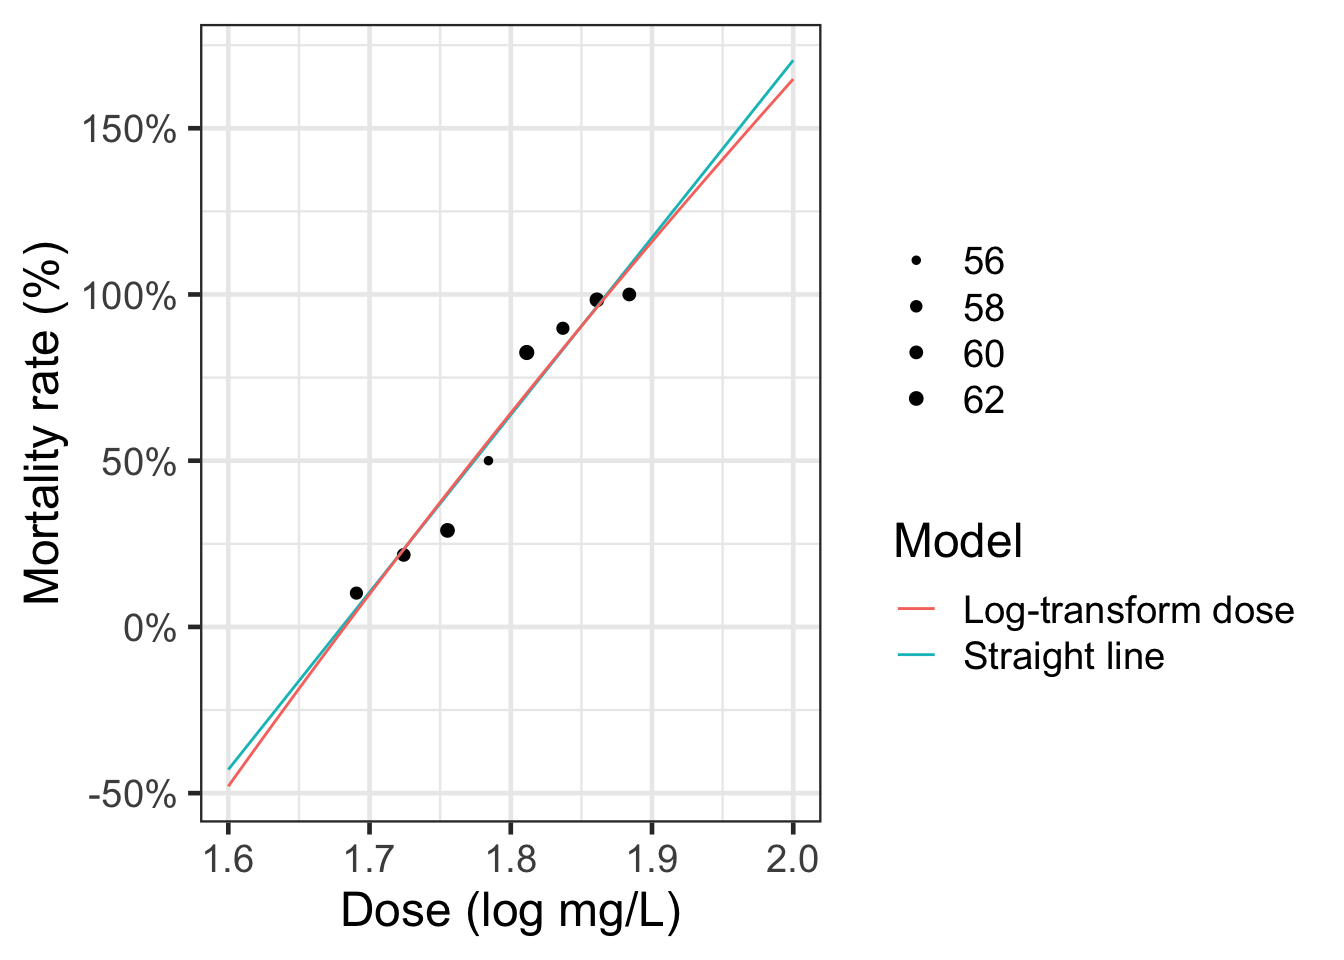 Mortality rate (%)
150%
100%
50%
0%
-50%
1.6 1.7 1.8 1.9 2.0
Dose (log mg/L)
56
58
60
62
Model
Log-transform dose
Straight line